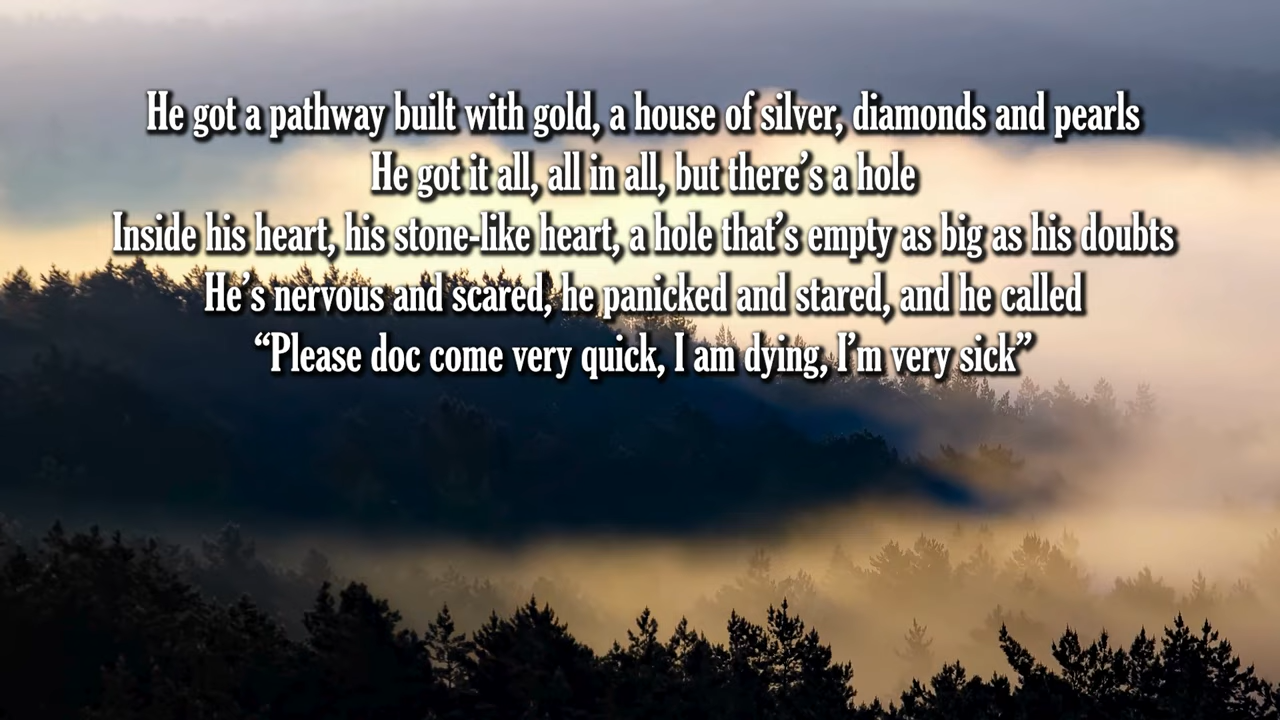 He got a pathway built with gold, a house of silver, diamonds and pearls
He got it all, all in all, but there’s a hole
Inside his heart, his stone-like heart, a hole that’s empty as big as his doubts
He’s nervous and scared, he panicked and stared, and he called
“Please doc come very quick, I am dying, I’m very sick”